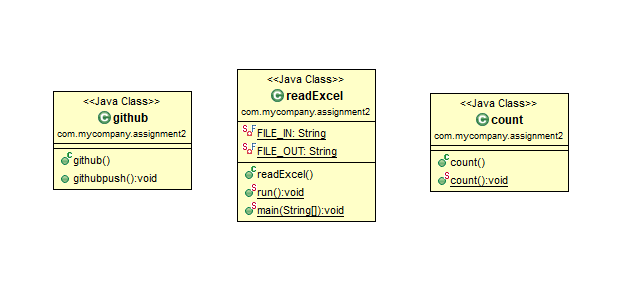 <<Java Class>>
github
com.mycompany.assignment2
github()
githubpush():void
<<Java Class>>
readExcel
com.mycompany.assignment2
FILE_IN: String
FILE_OUT: String
readExcel()
run():void
main(String[]):void
<<Java Class>>
count
com.mycompany.assignment2
count()
count():void